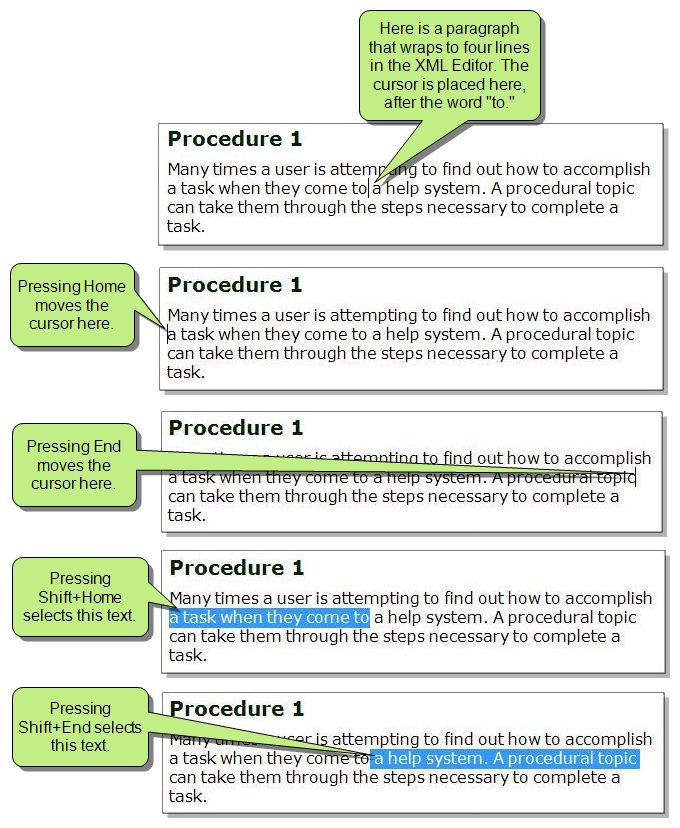 Here is a paragraph
that wraps to four lines
in the XML Editor. The
cursor is placed here,
after the word "to."
Procedure 1
Many times a user is attempting to find out how to accomplish
a task when they come to a help system. A procedural topic
can take them through the steps necessary to complete a
task.
Pressing Home
moves the
cursor here.
Procedure 1
Many times a user is attempting to find out how to accomplish
a task when they come to a help system. A procedural topic
can take them through the steps necessary to complete a
task.
Pressing End
moves the
cursor here.
Procedure 1
user is attempting to find out how to accomplish
a task when they come to a help system. A procedural topic
can take them through the steps necessary to complete a
task.
Pressing
Shift+Home
selects this text.
Procedure 1
Many times a user is attempting to find out how to accomplish
a task when they come to a help system. A procedural topic
can take them through the steps necessary to complete a
task.
Pressing
Shift+End selects
this text.
Procedure 1
Many times a user is attempting to find out how to accomplish
a task when they come to a help system. A procedural topic
can take them through the steps necessary to complete a
task.